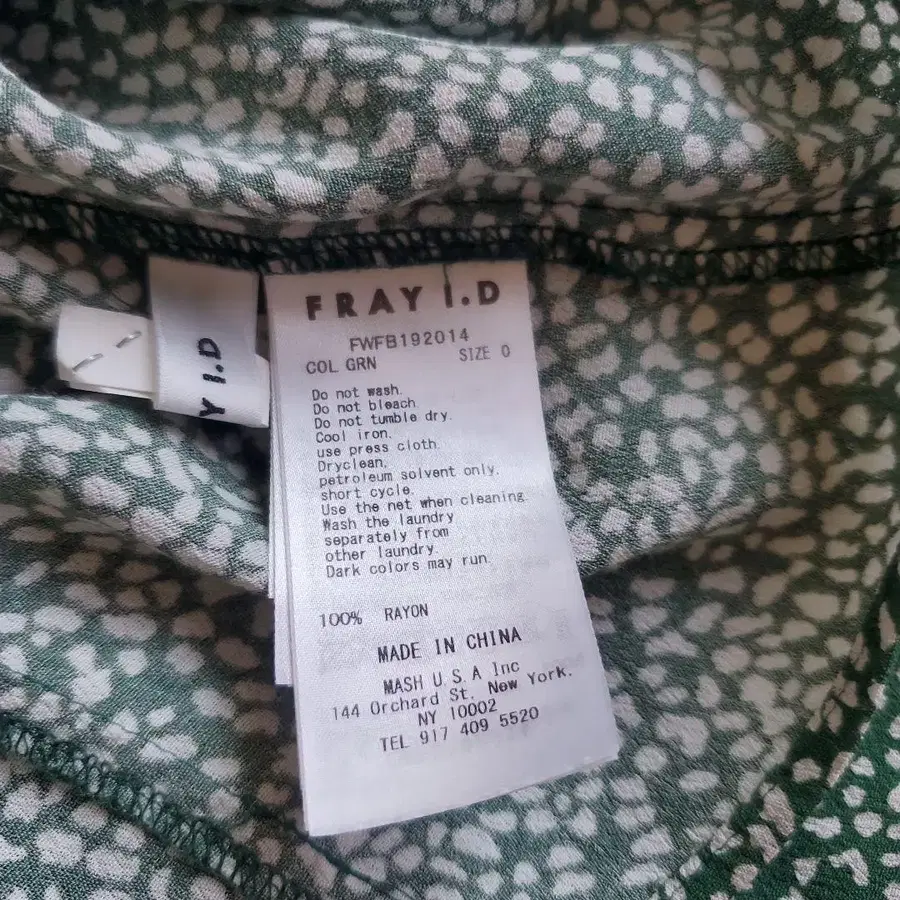 Y I.D
FRAY I.D
FWFB192014
COL GRN SIZE 0
Do not wash.
Do not bleach.
Do not tumble dry.
Cool iron.
use press cloth.
Dryclean.
petroleum solvent only.
short cycle.
Use the net when cleaning
Wash the laundry
separately from
other laundry
Dark colors may run.
100% RAYON
MADE IN CHINA
MASH U.S.A Inc
144 Orchard St. New York.
NY 10002
TEL 917 409 5520